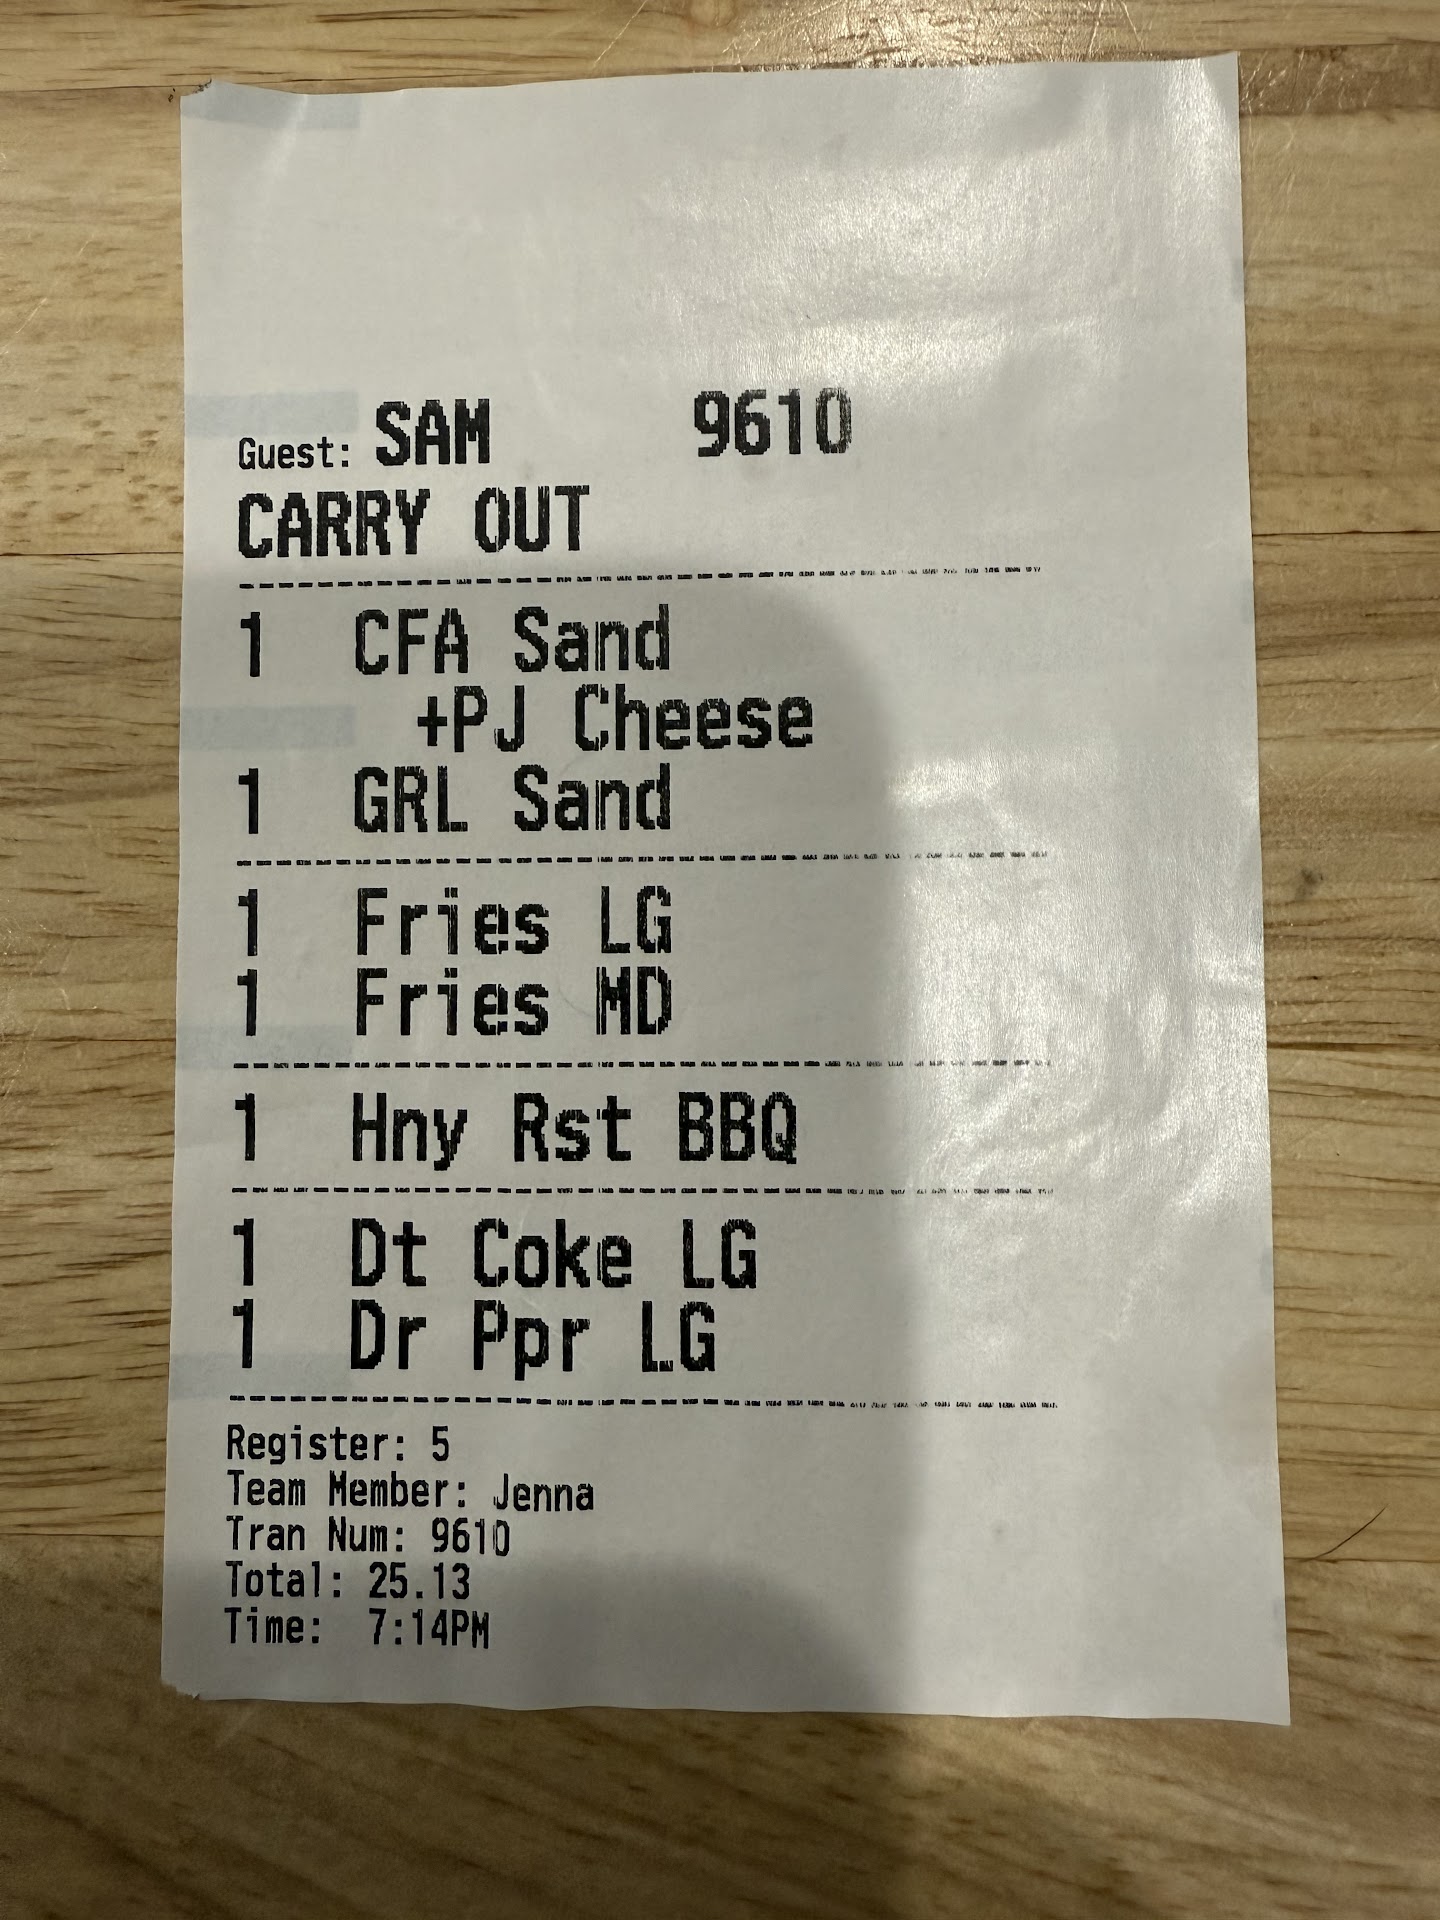 Guest: SAM 9610
CARRY OUT
1 CFA Sand
+PJ Cheese
1 GRL Sand
1 Fries LG
1 Fries MD
1 Hny Rst BBQ
1 Dt Coke LG
1 Dr Ppr LG
Register: 5
Team Member: Jenna
Tran Num: 9610
Total: 25.13
Time: 7:14PM